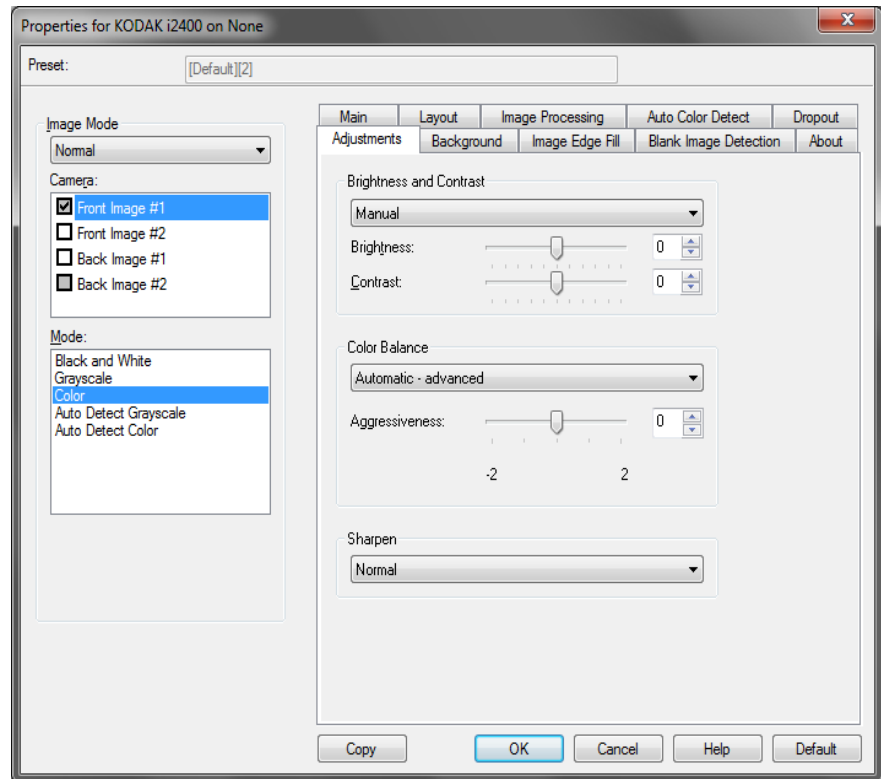 Properties for KODAK i2400 on None
Preset: [Default][2]
Image Mode
Normal
Camera:
Front Image #1
Front Image #2
Back Image #1
Back Image #2
Mode:
Black and White
Grayscale
Color
Auto Detect Grayscale
Auto Detect Color
Main Layout Image Processing Auto Color Detect Dropout
Adjustments Background Image Edge Fill Blank Image Detection About
Brightness and Contrast
Manual
Brightness: 0
Contrast: 0
Color Balance
Automatic - advanced
Aggressiveness: 0
-2 2
Sharpen
Normal
Copy OK Cancel Help Default